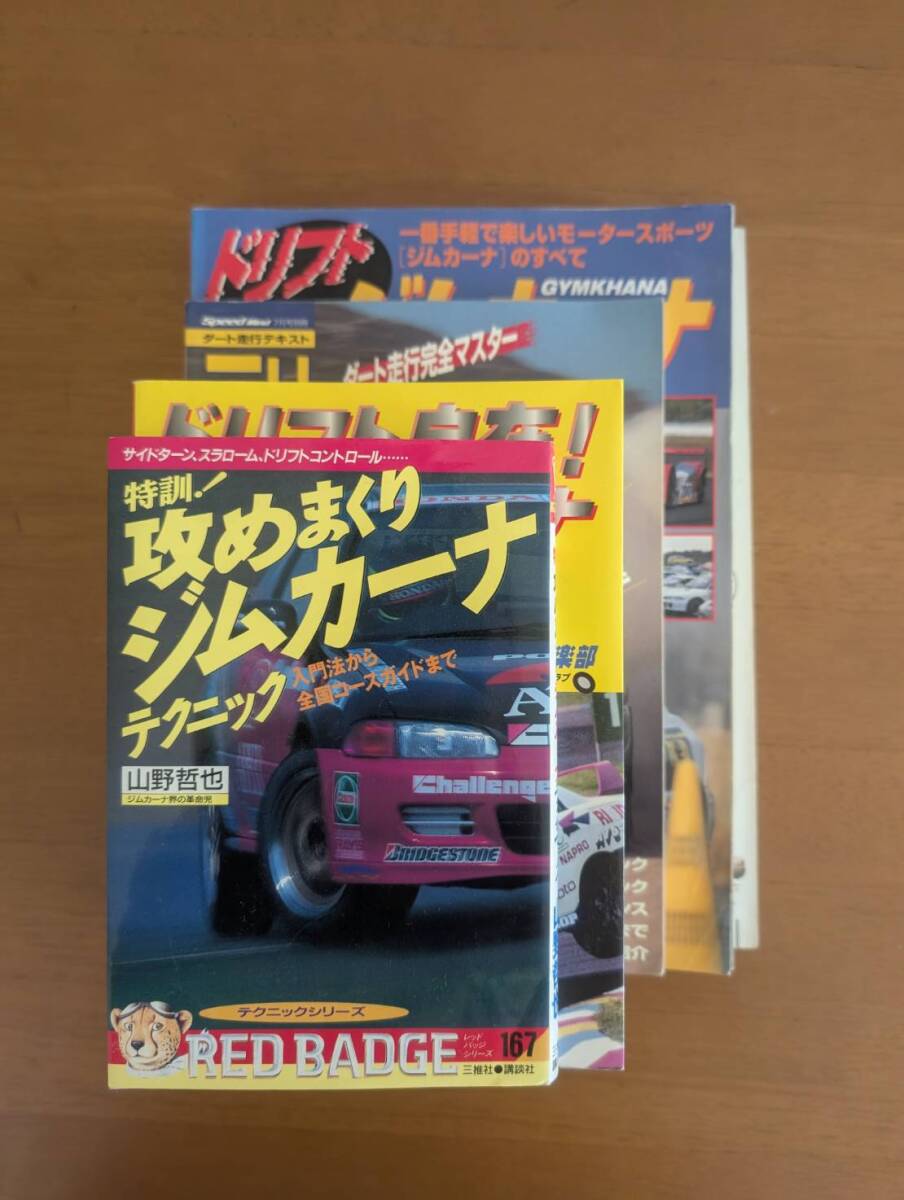 ドリフト
一番手軽で楽しいモータースポーツ
[ジムカーナ]のすべて
GYMKHANA
ダート走行テキスト
ダート走行完全マスター
ドリフト自在!
楽部
サイドターン、スラローム、ドリフトコントロール……
特訓!
攻めまくり
ジムカーナ
テクニック
入門法から
全国コースガイドまで
山野哲也
ジムカーナ界の革命児
HONDA
Challenge
BRIDGESTONE
RAYS
NAPRO
テクニックシリーズ
RED BADGE
レッド
バッジ
シリーズ
167
三推社●講談社